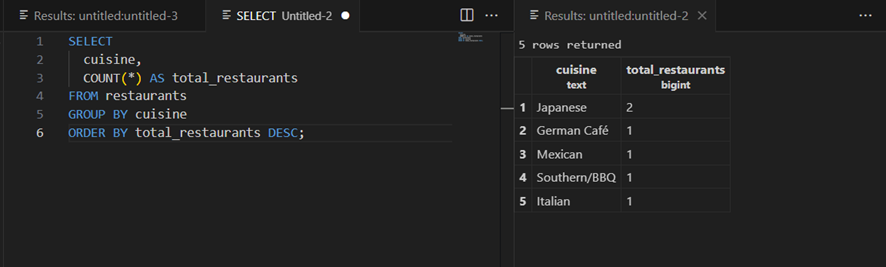 Results: untitled:untitled-3
SELECT Untitled-2
Results: untitled:untitled-2
1 SELECT
2 cuisine,
3 COUNT(*) AS total_restaurants
4 FROM restaurants
5 GROUP BY cuisine
6 ORDER BY total_restaurants DESC;
5 rows returned
cuisine total_restaurants
text bigint
1 Japanese 2
2 German Café 1
3 Mexican 1
4 Southern/BBQ 1
5 Italian 1